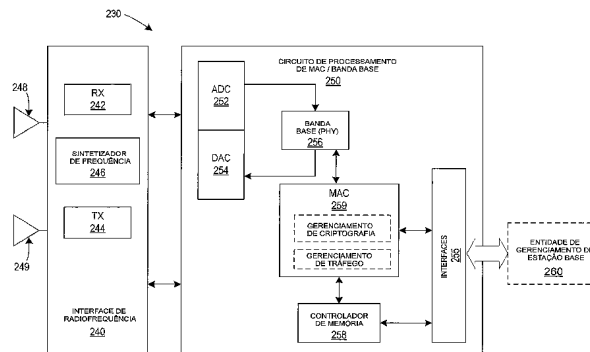 230
248
RX
242
SINTETIZADOR
DE FREQUÊNCIA
246
TX
244
249
INTERFACE DE
RADIOFREQUÊNCIA
240
CIRCUITO DE PROCESSAMENTO
DE MAC / BANDA BASE
250
ADC
252
DAC
254
BANDA
BASE (PHY)
256
MAC
259
GERENCIAMENTO
DE CRIPTOGRAFIA
GERENCIAMENTO
DE TRÁFEGO
CONTROLADOR
DE MEMÓRIA
258
INTERFACES
255
ENTIDADE DE
GERENCIAMENTO DE
ESTAÇÃO BASE
260